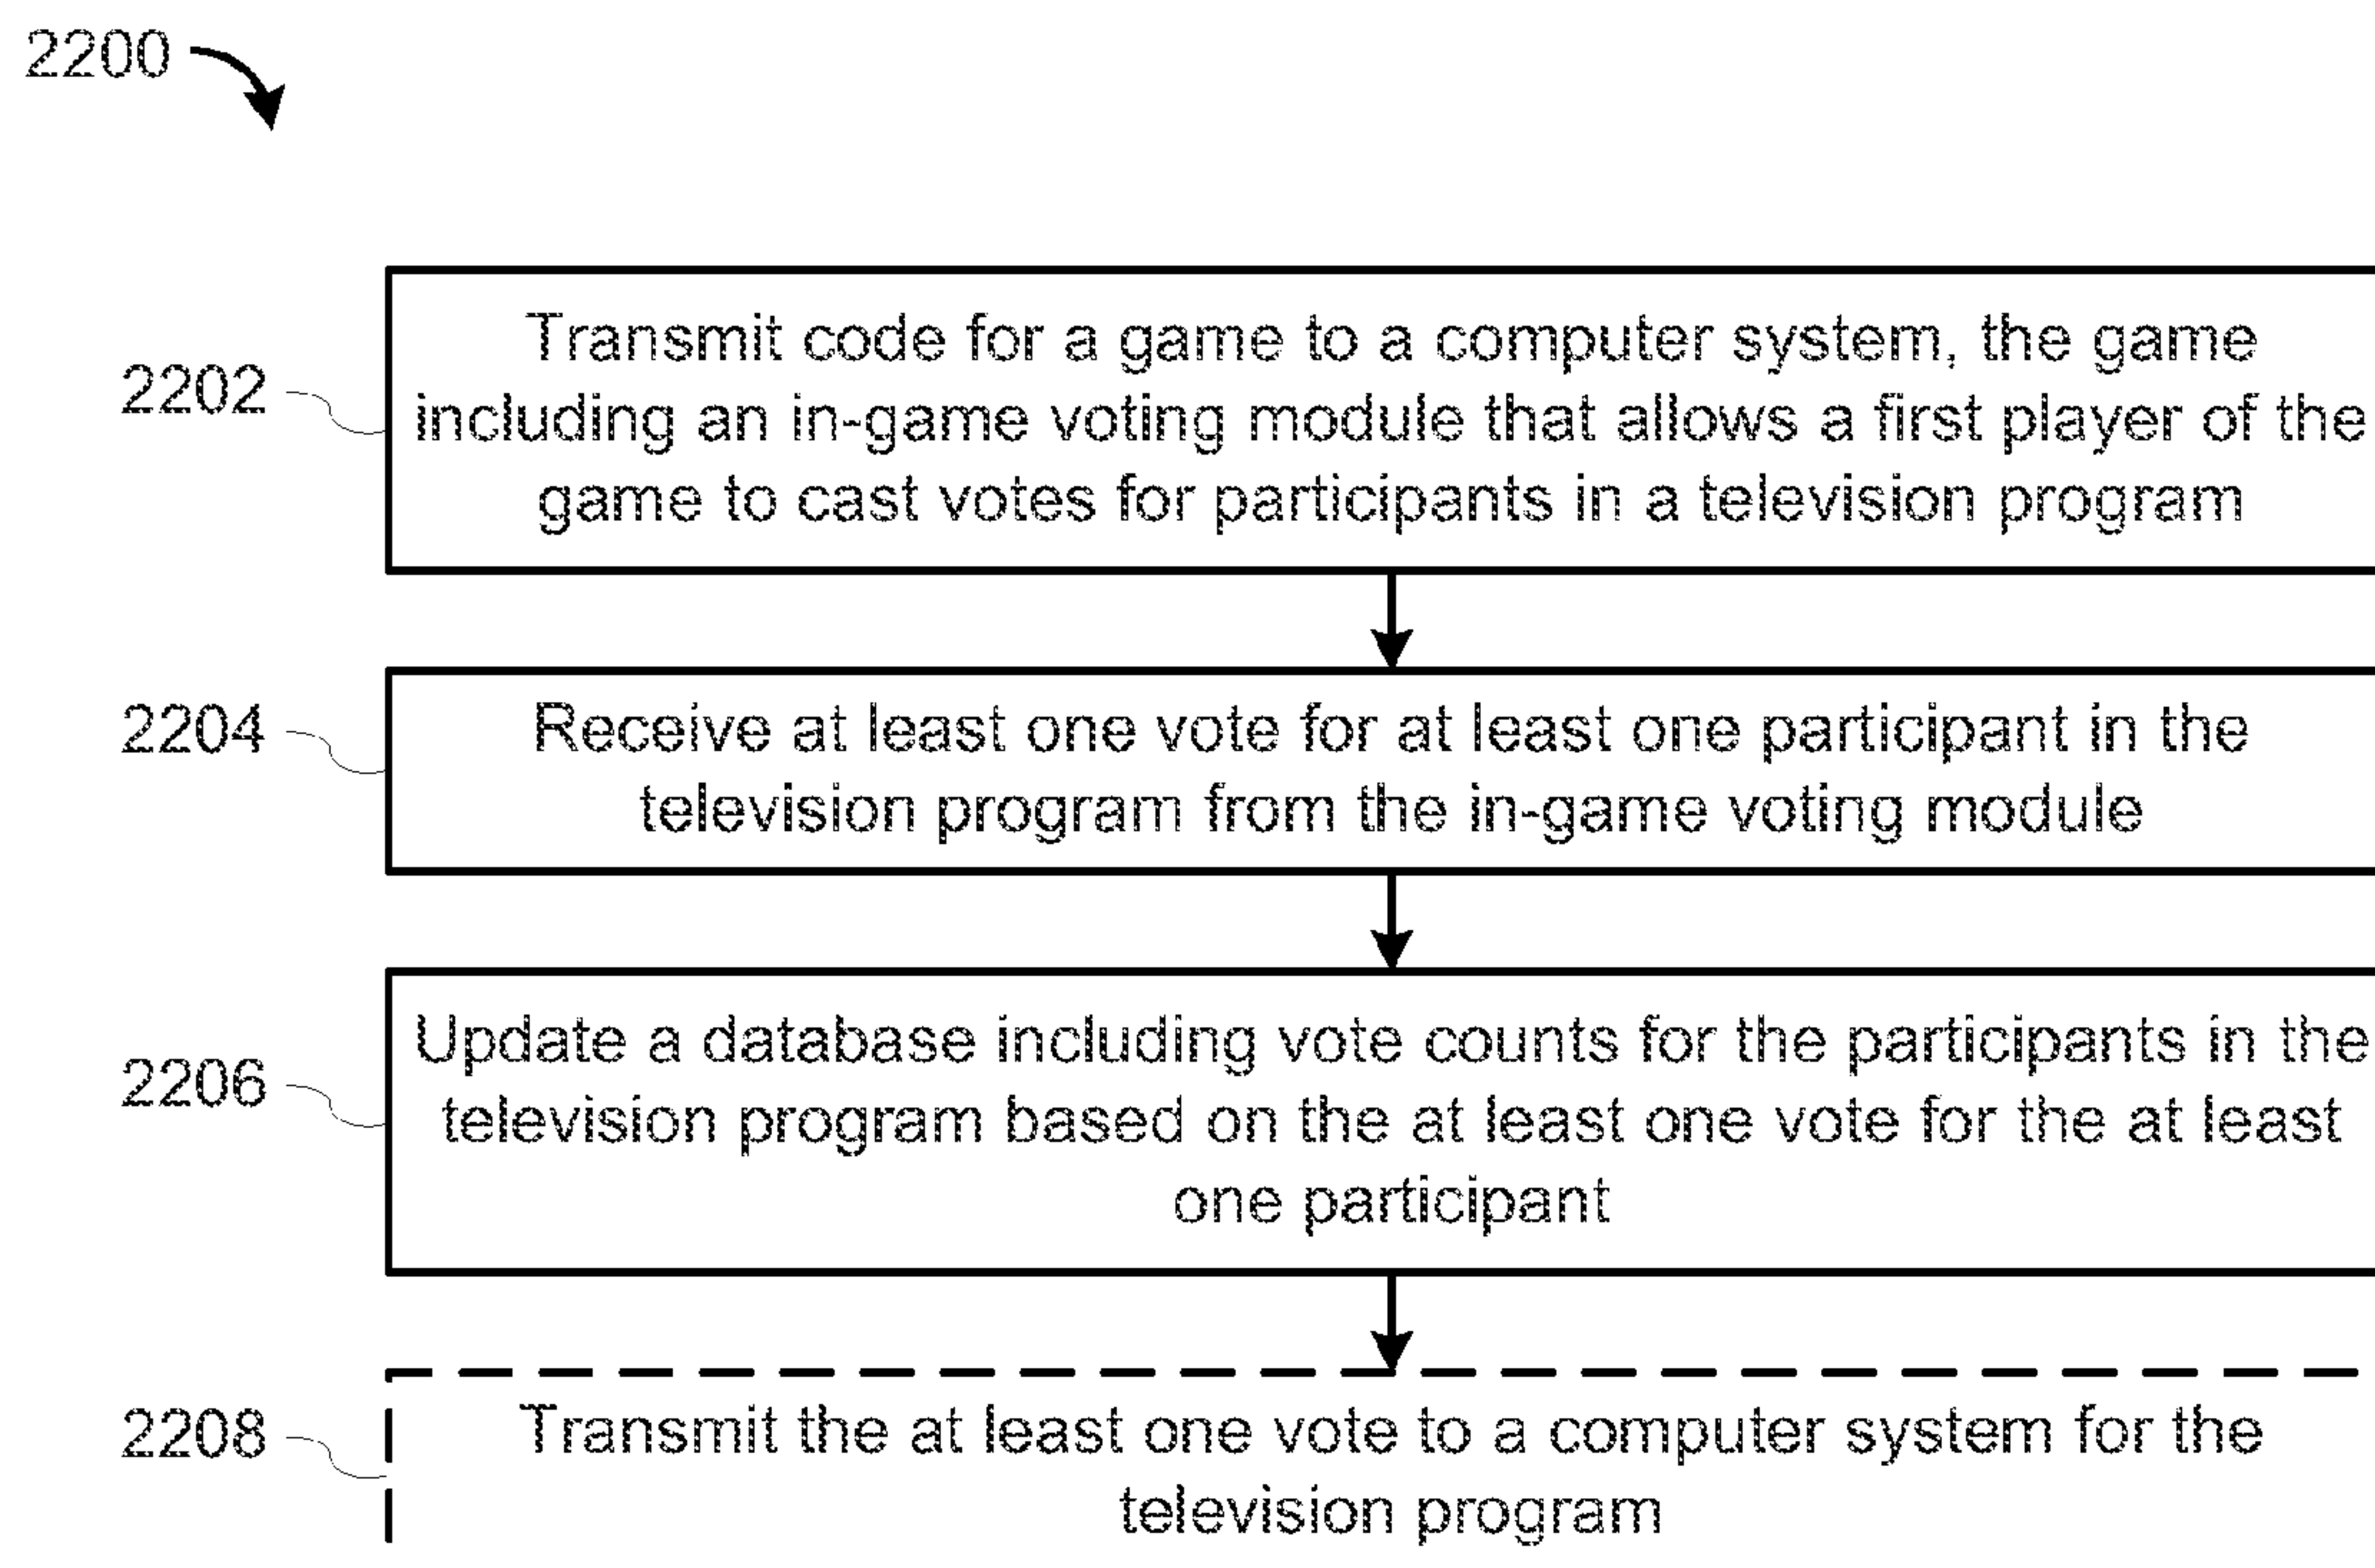 2200
2202
Transmit code for a game to a computer system, the game
including an in-game voting module that allows a first player of the
game to cast votes for participants in a television program
2204
Receive at least one vote for at least one participant in the
television program from the in-game voting module
2206
Update a database including vote counts for the participants in the
television program based on the at least one vote for the at least
one participant
2208
Transmit the at least one vote to a computer system for the
television program